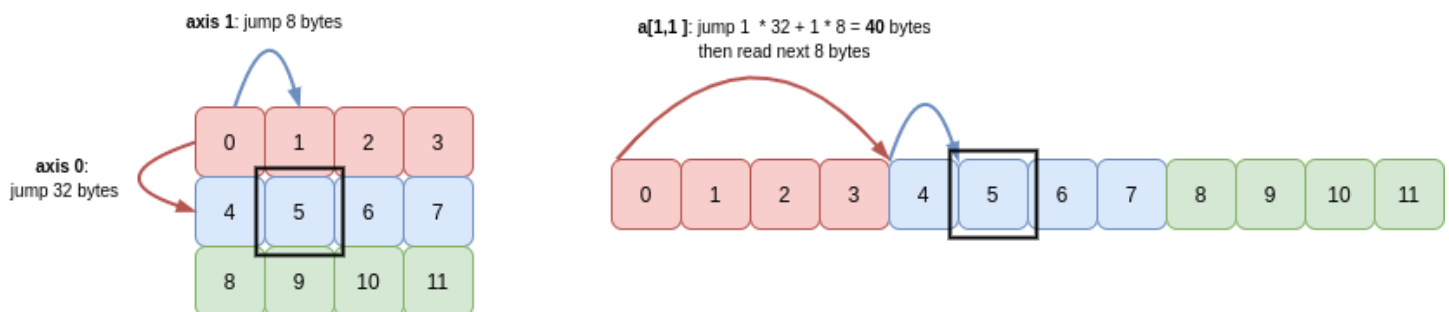 axis 1: jump 8 bytes
axis 0:
jump 32 bytes
0 1 2 3
4 5 6 7
8 9 10 11
a[1,1 ]: jump 1 * 32 + 1 * 8 = 40 bytes
then read next 8 bytes
0 1 2 3 4 5 6 7 8 9 10 11